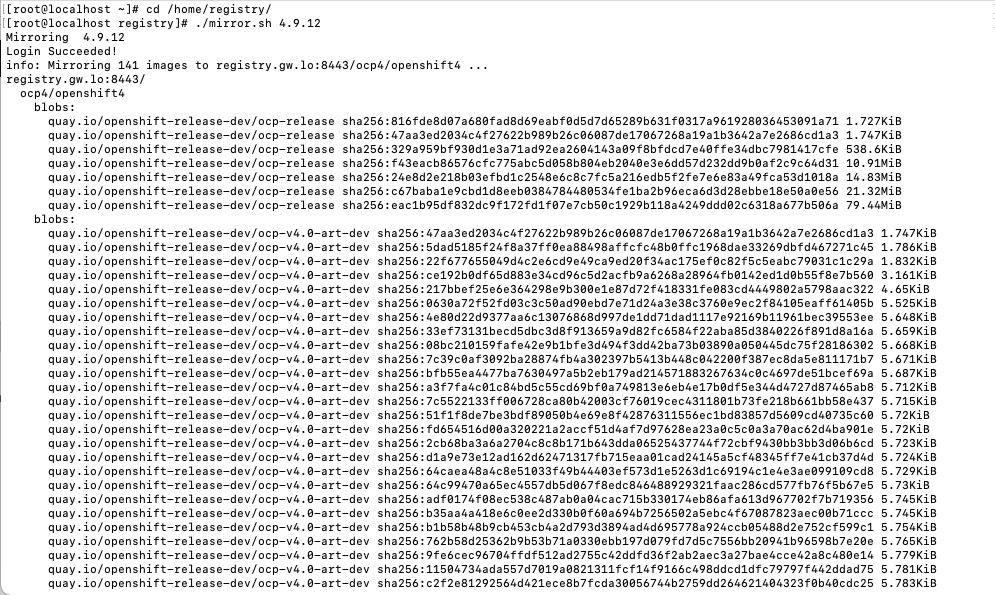 [[root@localhost ~]# cd /home/registry/
[[root@localhost registry]# ./mirror.sh 4.9.12
Mirroring  4.9.12
Login Succeeded!
info: Mirroring 141 images to registry.gw.lo:8443/ocp4/openshift4 ...
registry.gw.lo:8443/
  ocp4/openshift4
    blobs:
      quay.io/openshift-release-dev/ocp-release sha256:816fde8d07a680fad8d69eabf0d5d7d65289b631f0317a961928036453091a71 1.727KiB
      quay.io/openshift-release-dev/ocp-release sha256:47aa3ed2034c4f27622b989b26c06087de17067268a19a1b3642a7e2686cd1a3 1.747KiB
      quay.io/openshift-release-dev/ocp-release sha256:329a959bf930d1e3a71ad92ea2604143a09f8bfdcd7e40ffe34dbc7981417cfe 538.6KiB
      quay.io/openshift-release-dev/ocp-release sha256:f43eacb86576cfc775abc5d058b804eb2040e3e6dd57d232dd9b0af2c9c64d31 10.91MiB
      quay.io/openshift-release-dev/ocp-release sha256:24e8d2e218b03efbd1c2548e6c8c7fc5a216edb5f2fe7e6e83a49fca53d1018a 14.83MiB
      quay.io/openshift-release-dev/ocp-release sha256:c67baba1e9cbd1d8eeb0384784480534fe1ba2b96eca6d3d28ebbe18e50a0e56 21.32MiB
      quay.io/openshift-release-dev/ocp-release sha256:eac1b95df832dc9f172fd1f07e7cb50c1929b118a4249ddd02c6318a677b506a 79.44MiB
    blobs:
      quay.io/openshift-release-dev/ocp-v4.0-art-dev sha256:47aa3ed2034c4f27622b989b26c06087de17067268a19a1b3642a7e2686cd1a3 1.747KiB
      quay.io/openshift-release-dev/ocp-v4.0-art-dev sha256:5dad5185f24f8a37ff0ea88498affcfc48b0ffc1968dae33269dbfd467271c45 1.786KiB
      quay.io/openshift-release-dev/ocp-v4.0-art-dev sha256:22f677655049d4c2e6cd9e49ca9ed20f34ac175ef0c82f5c5eabc79031c1c29a 1.832KiB
      quay.io/openshift-release-dev/ocp-v4.0-art-dev sha256:ce192b0df65d883e34cd96c5d2acfb9a6268a28964fb0142ed1d0b55f8e7b560 3.161KiB
      quay.io/openshift-release-dev/ocp-v4.0-art-dev sha256:217bbef25e6e364298e9b300e1e87d72f418331fe083cd4449802a5798aac322 4.65KiB
      quay.io/openshift-release-dev/ocp-v4.0-art-dev sha256:0630a72f52fd03c3c50ad90ebd7e71d24a3e38c3760e9ec2f84105eaff61405b 5.525KiB
      quay.io/openshift-release-dev/ocp-v4.0-art-dev sha256:4e80d22d9377aa6c13076868d997de1dd71dad1117e92169b11961bec39553ee 5.648KiB
      quay.io/openshift-release-dev/ocp-v4.0-art-dev sha256:33ef73131becd5dbc3d8f913659a9d82fc6584f22aba85d3840226f891d8a16a 5.659KiB
      quay.io/openshift-release-dev/ocp-v4.0-art-dev sha256:08bc210159fafe42e9b1bfe3d494f3dd42ba73b03890a050445dc75f28186302 5.668KiB
      quay.io/openshift-release-dev/ocp-v4.0-art-dev sha256:7c39c0af3092ba28874fb4a302397b5413b448c042200f387ec8da5e811171b7 5.671KiB
      quay.io/openshift-release-dev/ocp-v4.0-art-dev sha256:bfb55ea4477ba7630497a5b2eb179ad214571883267634c0c4697de51bcef69a 5.687KiB
      quay.io/openshift-release-dev/ocp-v4.0-art-dev sha256:a3f7fa4c01c84bd5c55cd69bf0a749813e6eb4e17b0df5e344d4727d87465ab8 5.712KiB
      quay.io/openshift-release-dev/ocp-v4.0-art-dev sha256:7c5522133ff006728ca80b42003cf76019cec4311801b73fe218b661bb58e437 5.715KiB
      quay.io/openshift-release-dev/ocp-v4.0-art-dev sha256:51f1f8de7be3bdf89050b4e69e8f42876311556ec1bd83857d5609cd40735c60 5.72KiB
      quay.io/openshift-release-dev/ocp-v4.0-art-dev sha256:fd654516d00a320221a2accf51d4af7d97628ea23a0c5c0a3a70ac62d4ba901e 5.72KiB
      quay.io/openshift-release-dev/ocp-v4.0-art-dev sha256:2cb68ba3a6a2704c8c8b171b643dda06525437744f72cbf9430bb3bb3d06b6cd 5.723KiB
      quay.io/openshift-release-dev/ocp-v4.0-art-dev sha256:d1a9e73e12ad162d62471317fb715eaa01cad24145a5cf48345ff7e41cb37d4d 5.724KiB
      quay.io/openshift-release-dev/ocp-v4.0-art-dev sha256:64caea48a4c8e51033f49b44403ef573d1e5263d1c69194c1e4e3ae099109cd8 5.729KiB
      quay.io/openshift-release-dev/ocp-v4.0-art-dev sha256:64c99470a65ec4557db5d067f8edc846488929321faac286cd577fb76f5b67e5 5.73KiB
      quay.io/openshift-release-dev/ocp-v4.0-art-dev sha256:adf0174f08ec538c487ab0a04cac715b330174eb86afa613d967702f7b719356 5.745KiB
      quay.io/openshift-release-dev/ocp-v4.0-art-dev sha256:b35aa4a418e6c0ee2d330b0f60a694b7256502a5ebc4f67087823aec00b71ccc 5.745KiB
      quay.io/openshift-release-dev/ocp-v4.0-art-dev sha256:b1b58b48b9cb453cb4a2d793d3894ad4d695778a924ccb05488d2e752cf599c1 5.754KiB
      quay.io/openshift-release-dev/ocp-v4.0-art-dev sha256:762b58d25362b9b53b71a0330ebb197d079fd7d5c7556bb20941b96598b7e20e 5.765KiB
      quay.io/openshift-release-dev/ocp-v4.0-art-dev sha256:9fe6cec96704ffdf512ad2755c42ddfd36f2ab2aec3a27bae4cce42a8c480e14 5.779KiB
      quay.io/openshift-release-dev/ocp-v4.0-art-dev sha256:11504734ada557d7019a0821311fcf14f9166c498ddcd1dfc79797f442ddad75 5.781KiB
      quay.io/openshift-release-dev/ocp-v4.0-art-dev sha256:c2f2e81292564d421ece8b7fcda30056744b2759dd264621404323f0b40cdc25 5.783KiB